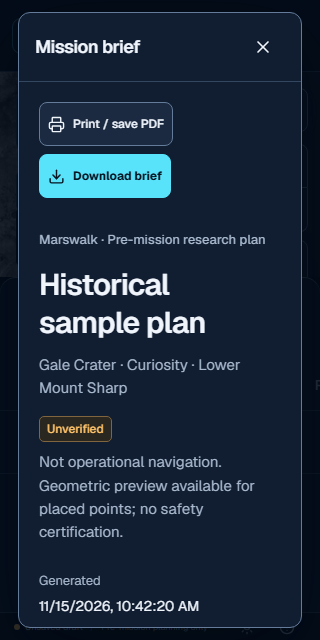 Mission brief
Print / save PDF
Download brief
Marswalk · Pre-mission research plan
Historical
sample plan
Gale Crater · Curiosity · Lower
Mount Sharp
Unverified
Not operational navigation.
Geometric preview available for
placed points; no safety
certification.
Generated
11/15/2026, 10:42:20 AM